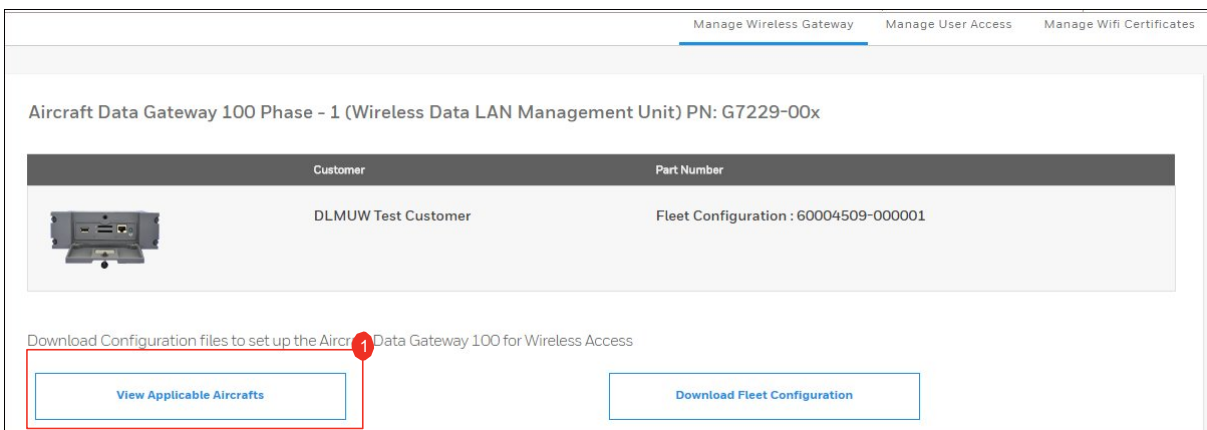 Manage Wireless Gateway Manage User Access Manage Wifi Certificates
Aircraft Data Gateway 100 Phase - 1 (Wireless Data LAN Management Unit) PN: G7229-00x
Customer Part Number
DLMUW Test Customer Fleet Configuration : 60004509-000001
Download Configuration files to set up the Aircr Data Gateway 100 for Wireless Access
1
View Applicable Aircrafts Download Fleet Configuration